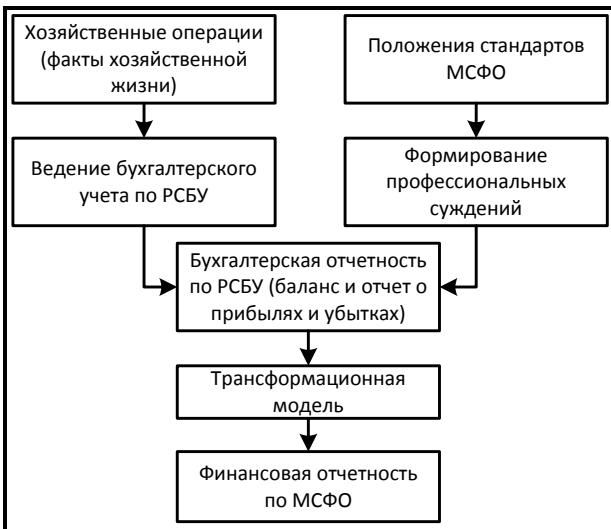 Хозяйственные операции
(факты хозяйственной
жизни)
Положения стандартов
МСФО
Ведение бухгалтерского
учета по РСБУ
Формирование
профессиональных
суждений
Бухгалтерская отчетность
по РСБУ (баланс и отчет о
прибылях и убытках)
Трансформационная
модель
Финансовая отчетность
по МСФО